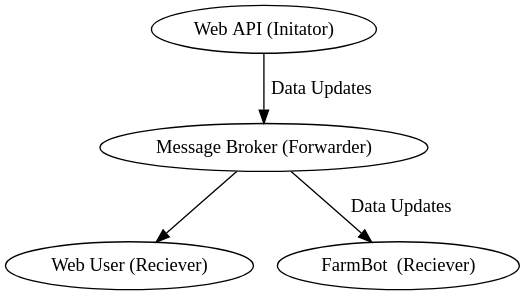 Web API (Initator)
Data Updates
Message Broker (Forwarder)
Data Updates
Web User (Reciever)
FarmBot  (Reciever)